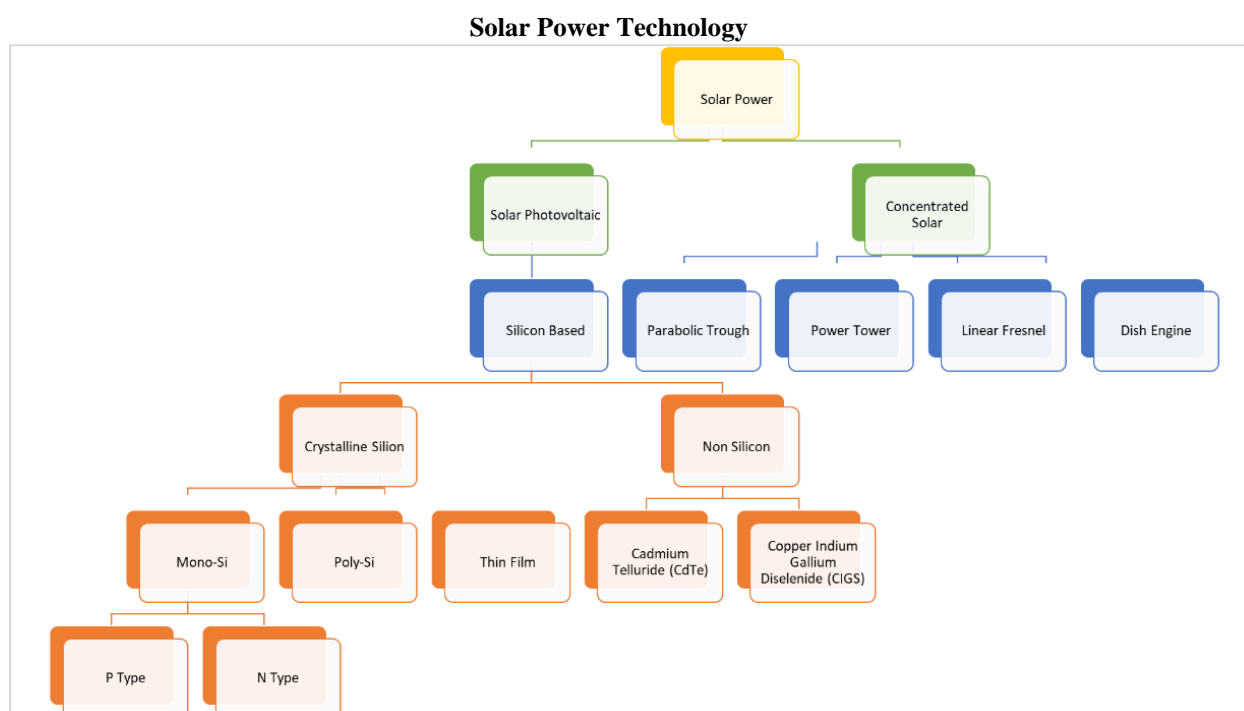 Solar Power Technology
Solar Power
Solar Photovoltaic
Concentrated
Solar
Silicon Based
Parabolic Trough
Power Tower
Linear Fresnel
Dish Engine
Crystalline Silion
Non Silicon
Mono-Si
Poly-Si
Thin Film
Cadmium
Telluride (CdTe)
Copper Indium
Gallium
Diselenide (CIGS)
P Type
N Type